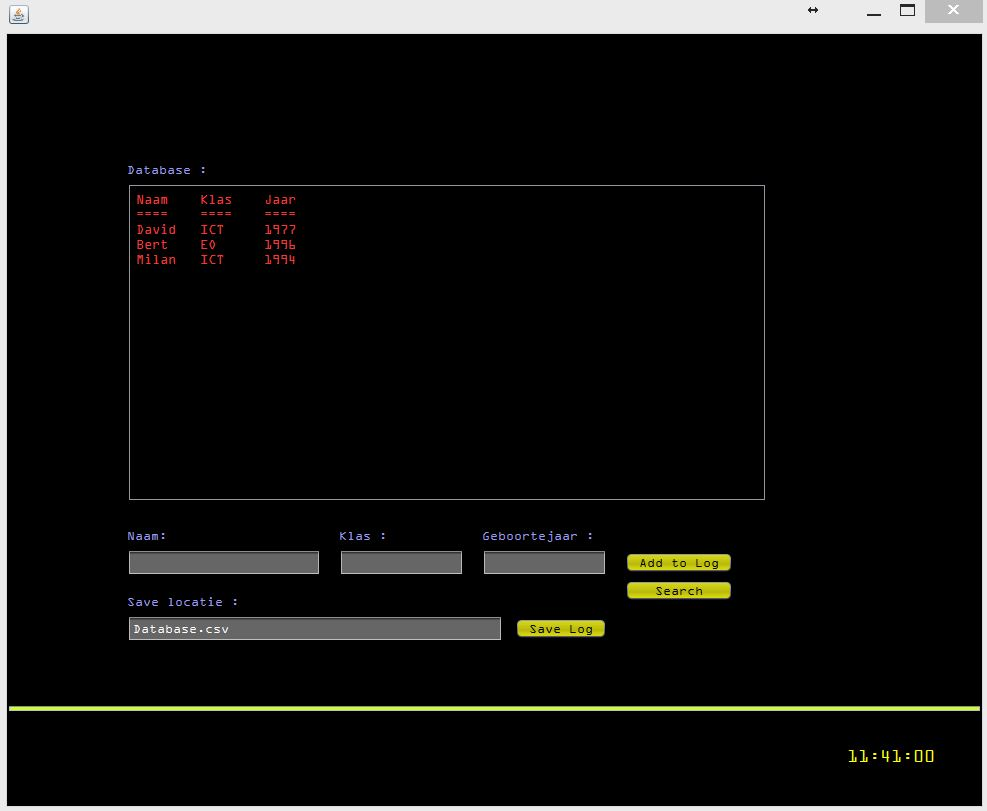 Database :
Naam Klas Jaar
==== ==== ====
David ICT 1977
Bert EO 1996
Milan ICT 1994
Naam: Klas : Geboortejaar :
Add to Log
Search
Save locatie :
Database.csv Save Log
11:41:00